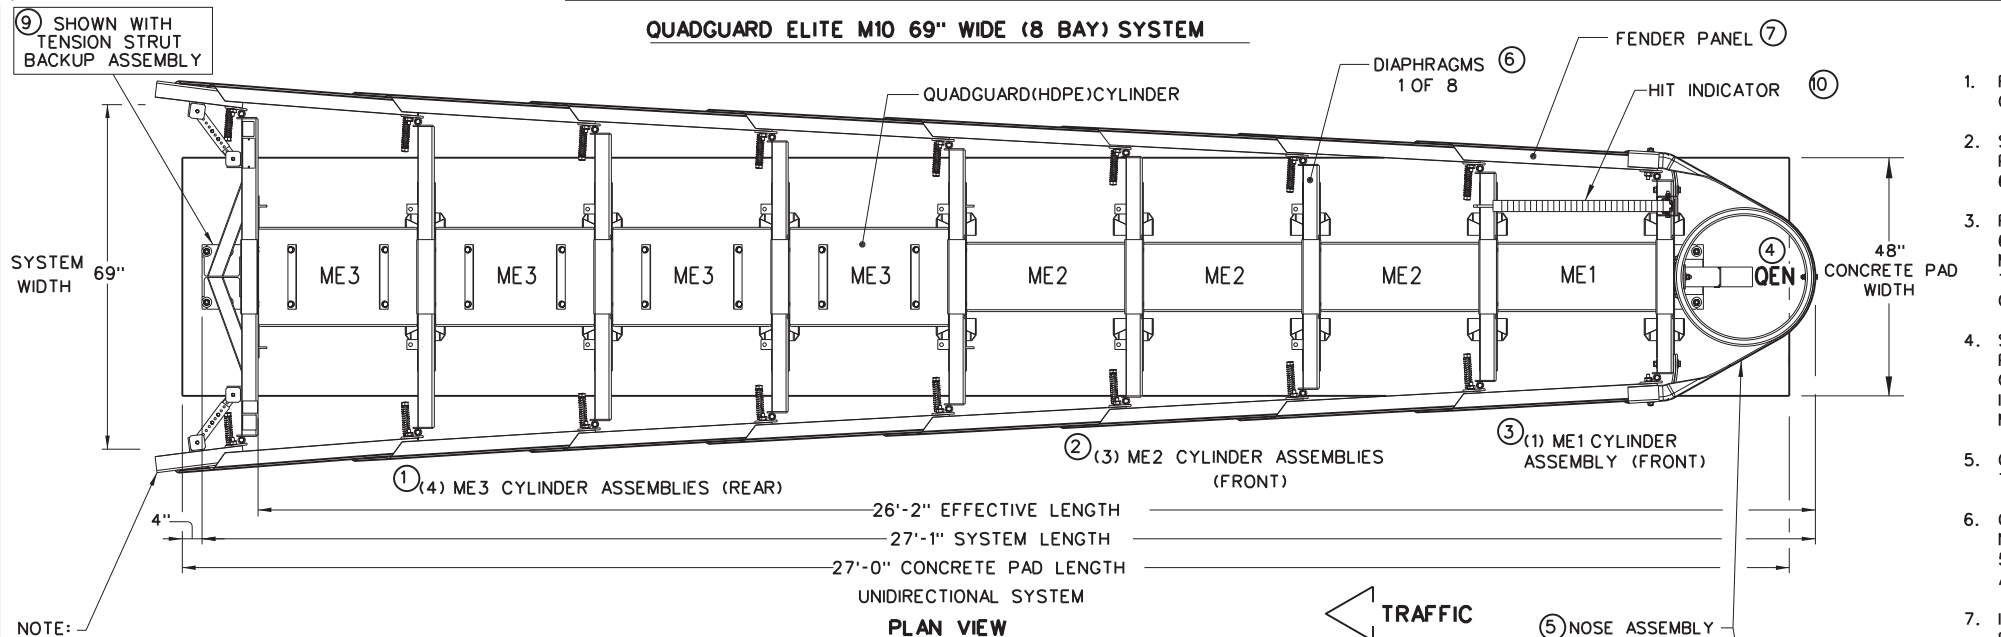 QUADGUARD ELITE M10 69" WIDE (8 BAY) SYSTEM
9 SHOWN WITH
TENSION STRUT
BACKUP ASSEMBLY
FENDER PANEL 7
DIAPHRAGMS 6
1 OF 8
QUADGUARD(HDPE)CYLINDER
HIT INDICATOR 10
SYSTEM
WIDTH
69"
ME3 ME3 ME3 ME3 ME2 ME2 ME2 ME1
4
QEN
48"
CONCRETE PAD
WIDTH
1 (4) ME3 CYLINDER ASSEMBLIES (REAR)
2 (3) ME2 CYLINDER ASSEMBLIES
(FRONT)
3 (1) ME1 CYLINDER
ASSEMBLY (FRONT)
26'-2" EFFECTIVE LENGTH
4"
27'-1" SYSTEM LENGTH
27'-0" CONCRETE PAD LENGTH
UNIDIRECTIONAL SYSTEM
PLAN VIEW
TRAFFIC
5 NOSE ASSEMBLY
NOTE:
1.
2.
3.
4.
5.
6.
7.